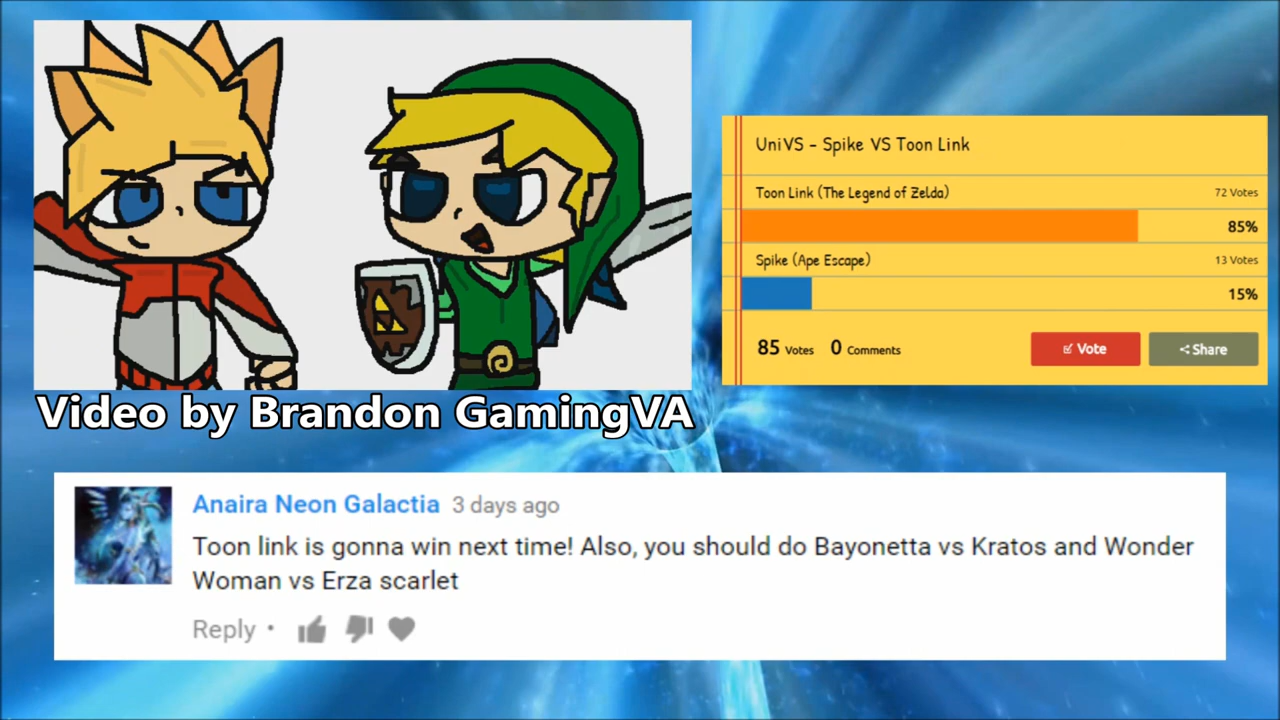 Video by Brandon GamingVA
UniVS - Spike VS Toon Link
Toon Link (The Legend of Zelda) 72 Votes
85%
Spike (Ape Escape) 13 Votes
15%
85 Votes 0 Comments Vote Share
Anaira Neon Galactia 3 days ago
Toon link is gonna win next time! Also, you should do Bayonetta vs Kratos and Wonder
Woman vs Erza scarlet
Reply •